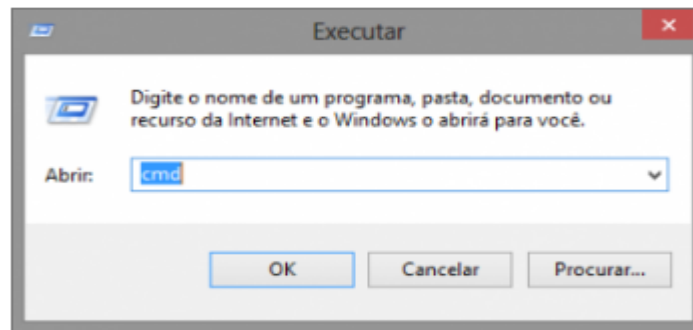 Executar
Digite o nome de um programa, pasta, documento ou
recurso da Internet e o Windows o abrirá para você.
Abrir: cmd
OK Cancelar Procurar...